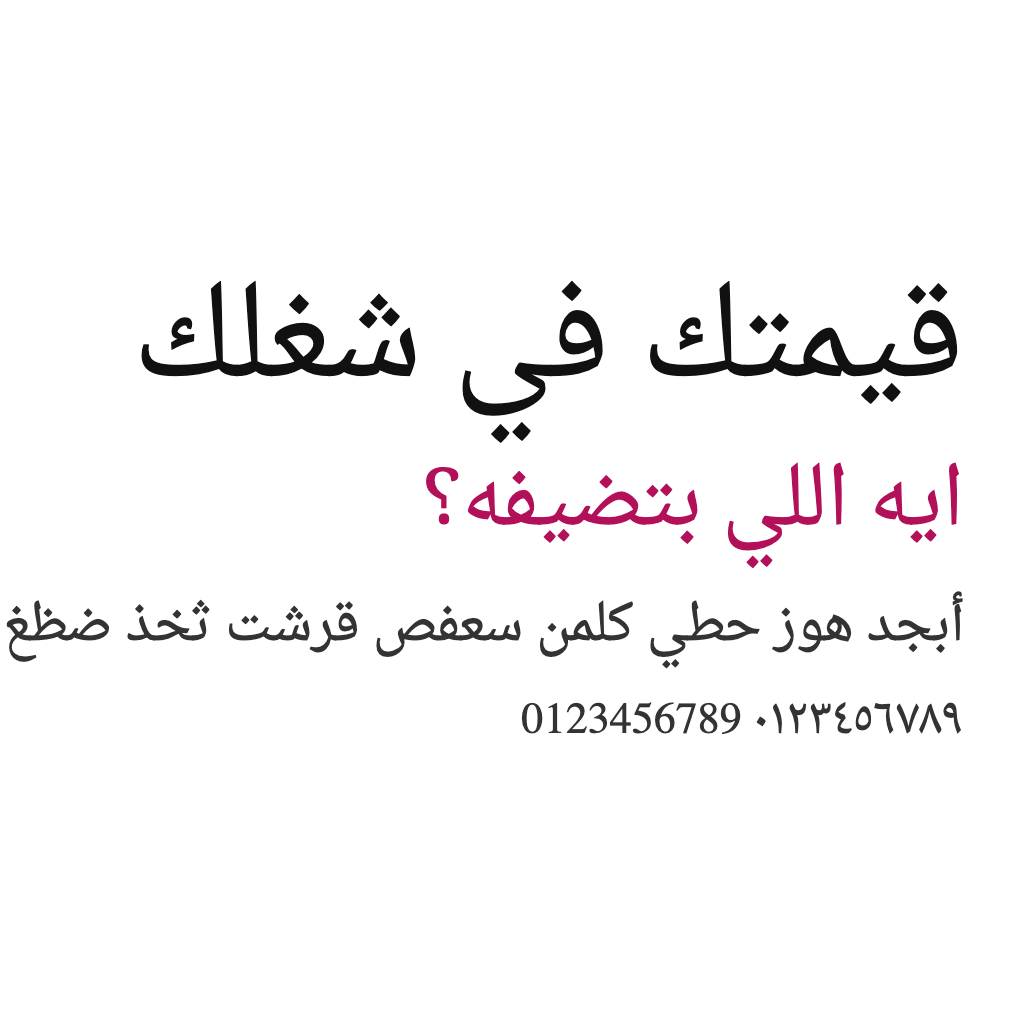 قيمتك في شغلك
ايه اللي بتضيفه؟
أبجد هوز حطي كلمن سعفص قرشت ثخذ ضظغ
٠١٢٣٤٥٦٧٨٩ 0123456789